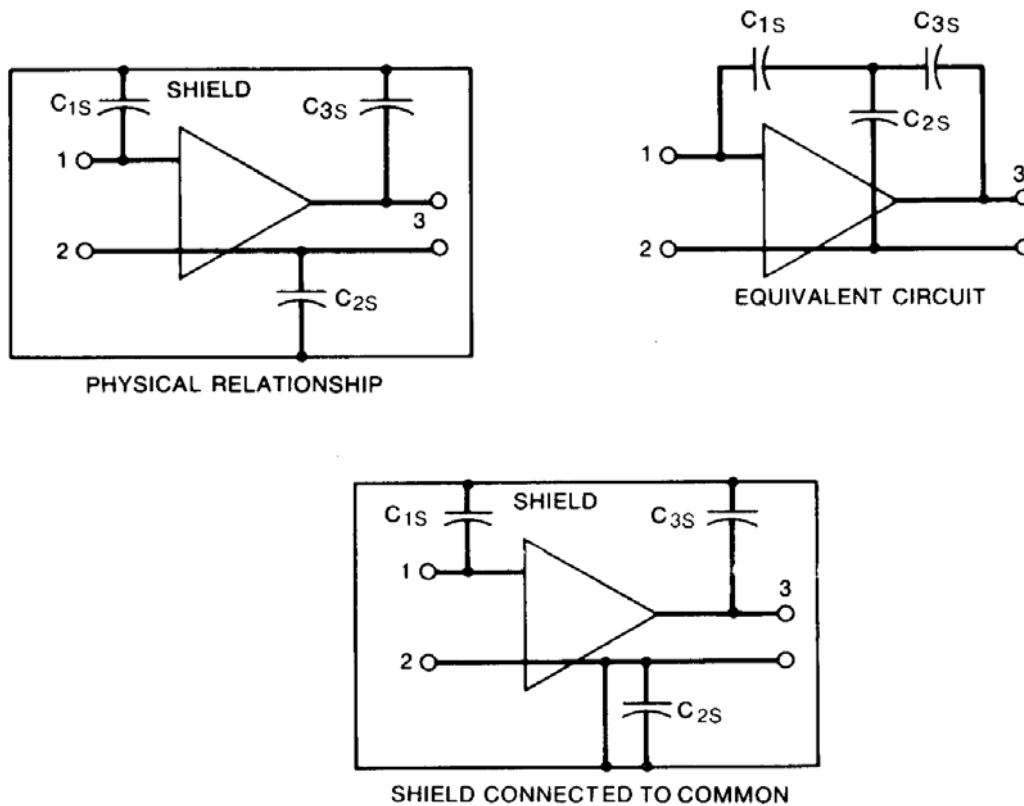 C1S
SHIELD
C3S
1
3
2
C2S
PHYSICAL RELATIONSHIP
C1S
C3S
C2S
1
3
2
EQUIVALENT CIRCUIT
SHIELD
C1S
C3S
1
3
2
C2S
SHIELD CONNECTED TO COMMON